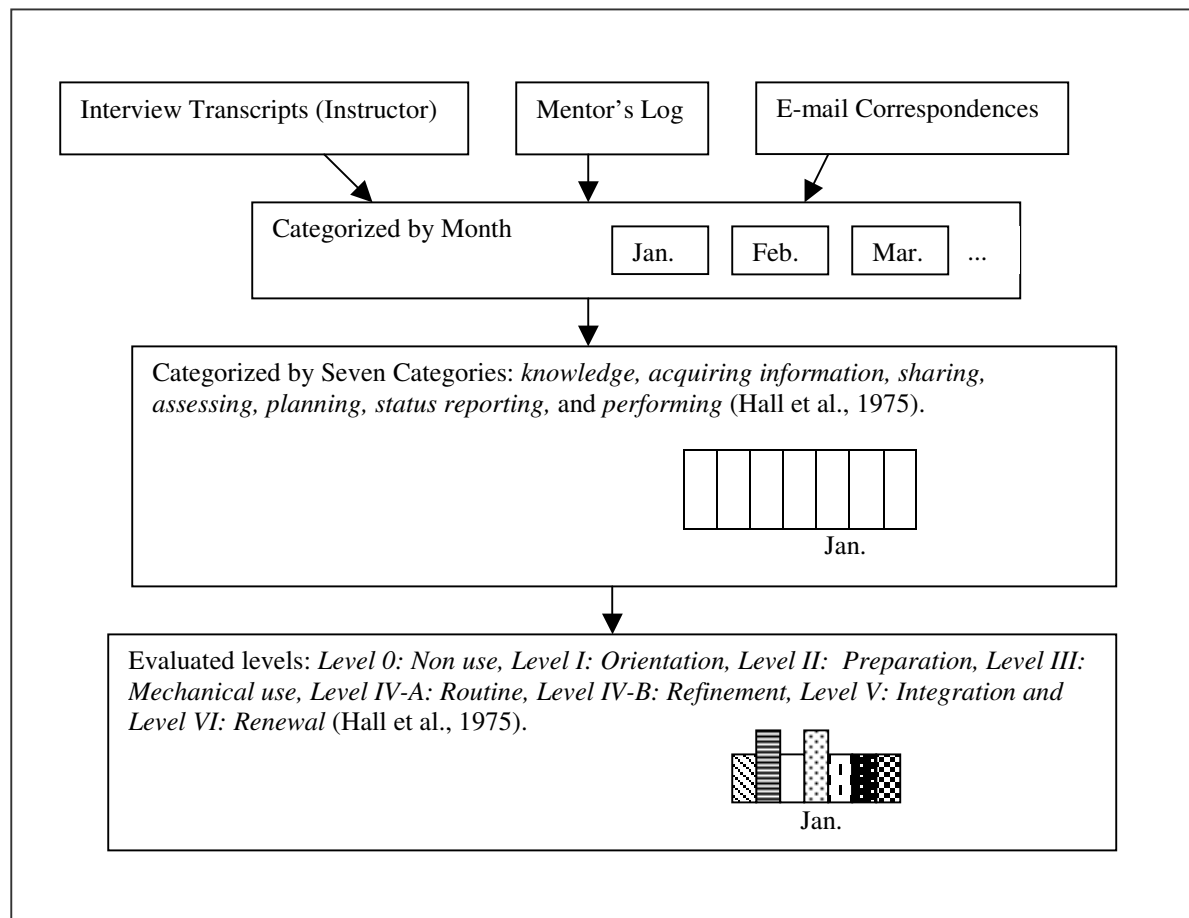 Interview Transcripts (Instructor)
Mentor's Log
E-mail Correspondences
Categorized by Month
Jan.
Feb.
Mar.
...
Categorized by Seven Categories: knowledge, acquiring information, sharing,
assessing, planning, status reporting, and performing (Hall et al., 1975).
Jan.
Evaluated levels: Level 0: Non use, Level I: Orientation, Level II:  Preparation, Level III:
Mechanical use, Level IV-A: Routine, Level IV-B: Refinement, Level V: Integration and
Level VI: Renewal (Hall et al., 1975).
Jan.